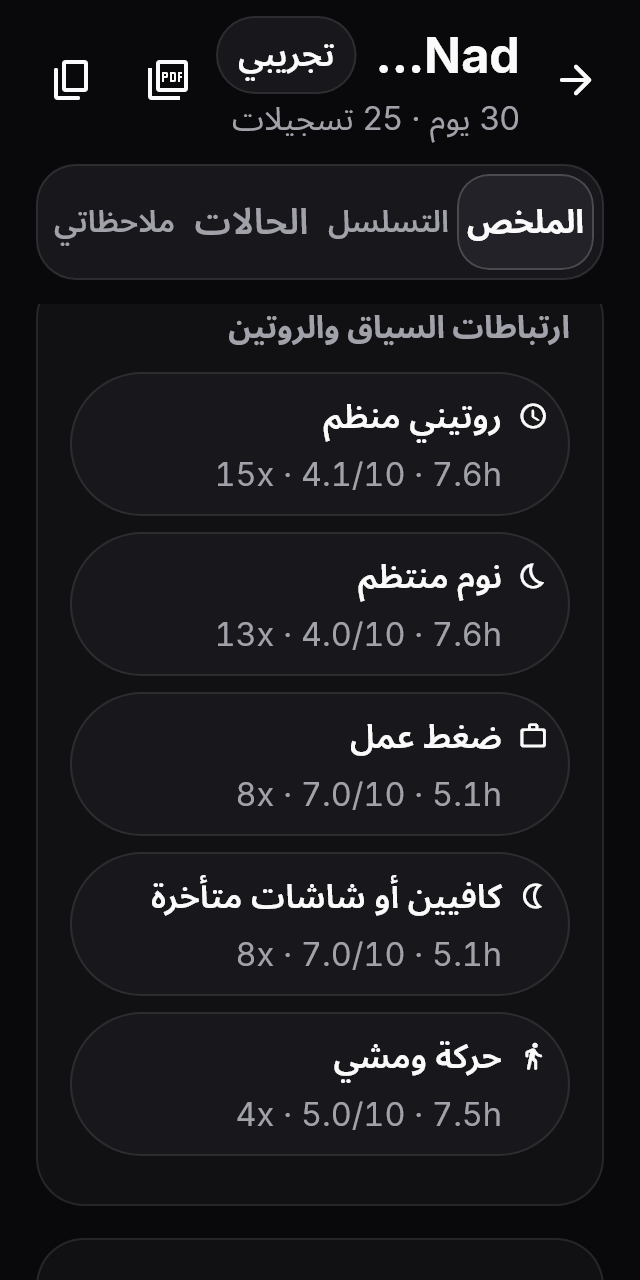 Nad...
تجريبي
30 يوم · 25 تسجيلات
الملخص
التسلسل
الحالات
ملاحظاتي
PDF
ارتباطات السياق والروتين
روتيني منظم
15x · 4.1/10 · 7.6h
نوم منتظم
13x · 4.0/10 · 7.6h
ضغط عمل
8x · 7.0/10 · 5.1h
كافيين أو شاشات متأخرة
8x · 7.0/10 · 5.1h
حركة ومشي
4x · 5.0/10 · 7.5h